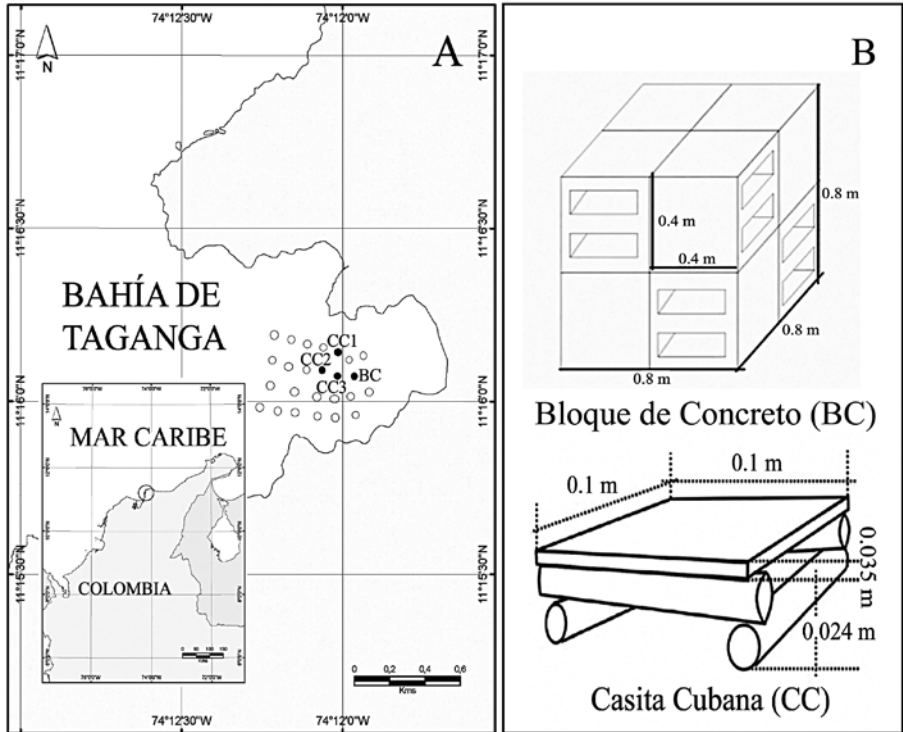 74°12'30"W
74°12'0"W
11°17'0"N
11°17'0"N
N
A
11°16'30"N
11°16'30"N
BAHÍA DE
TAGANGA
CC1
CC2
CC3
BC
11°16'0"N
11°16'0"N
MAR CARIBE
COLOMBIA
11°15'30"N
11°15'30"N
0 0,2 0,4 0,6
Kms
74°12'30"W
74°12'0"W
B
0.4 m
0.4 m
0.8 m
0.8 m
0.8 m
Bloque de Concreto (BC)
0.1 m
0.1 m
0.035 m
0.024 m
Casita Cubana (CC)